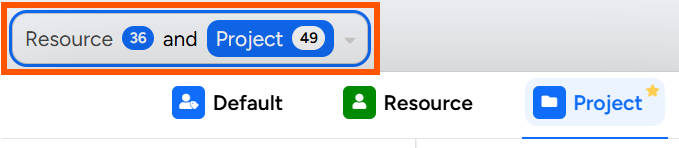 Resource 36 and Project 49
Default Resource Project